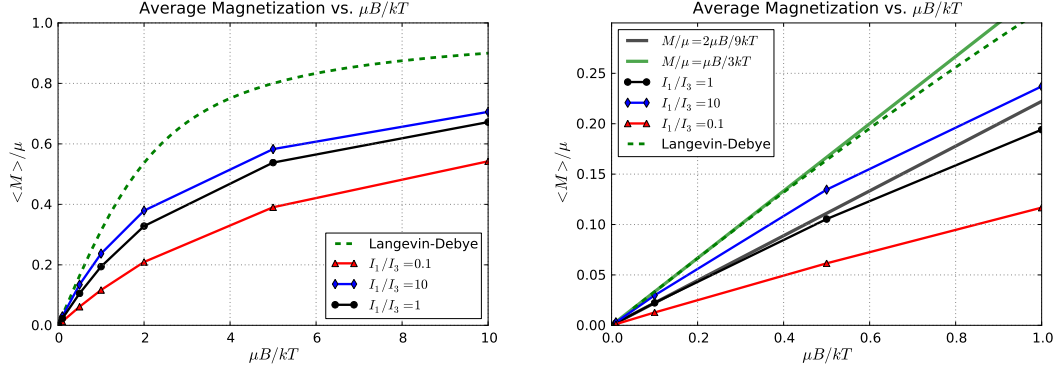 Average Magnetization vs. μB/kT
1.0
0.8
0.6
0.4
0.2
0.0
<M>/μ
Langevin-Debye
I₁/I₃=0.1
I₁/I₃=10
I₁/I₃=1
0 2 4 6 8 10
μB/kT
Average Magnetization vs. μB/kT
M/μ=2μB/9kT
M/μ=μB/3kT
I₁/I₃=1
I₁/I₃=10
I₁/I₃=0.1
Langevin-Debye
0.25
0.20
0.15
0.10
0.05
0.00
<M>/μ
0.0 0.2 0.4 0.6 0.8 1.0
μB/kT